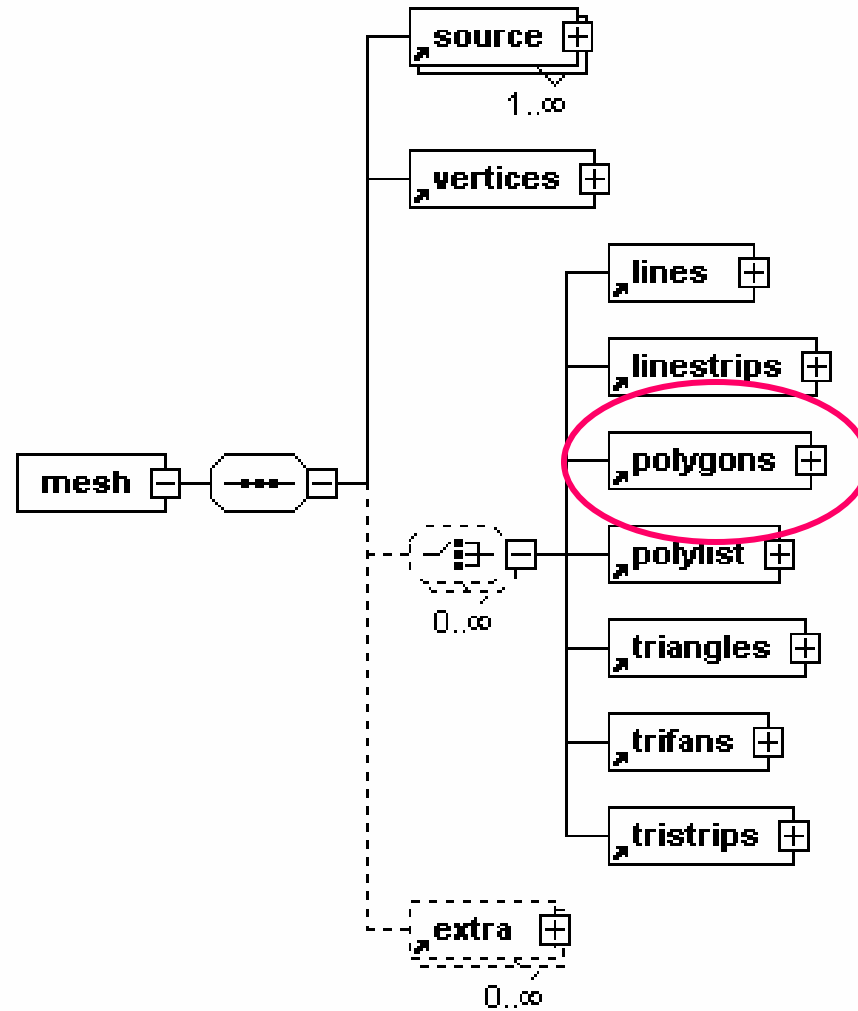 source
1..∞
vertices
lines
linestrips
polygons
mesh
polylist
0..∞
triangles
trifans
tristrips
extra
0..∞